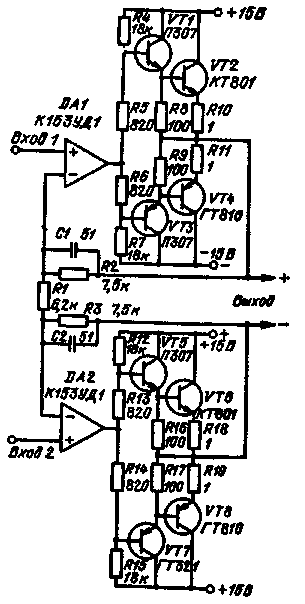 R4
18к
VT1
П307
+15В
VT2
КТ801
DA1
К153УД1
Вход 1
R5
820
R8
100
R10
1
R9
100
R11
1
R6
820
VT4
ГТ810
VT3
П307
R7
18к
-15В
C1 51
R2
7,5к
R1
6,2к
R3
7,5к
C2 51
Выход
R12
18к
VT5
П307
+15В
VT6
КТ801
DA2
К153УД1
Вход 2
R13
820
R16
100
R18
1
R14
820
R17
100
R19
1
VT8
ГТ810
VT7
ГТ321
R15
18к
+15В